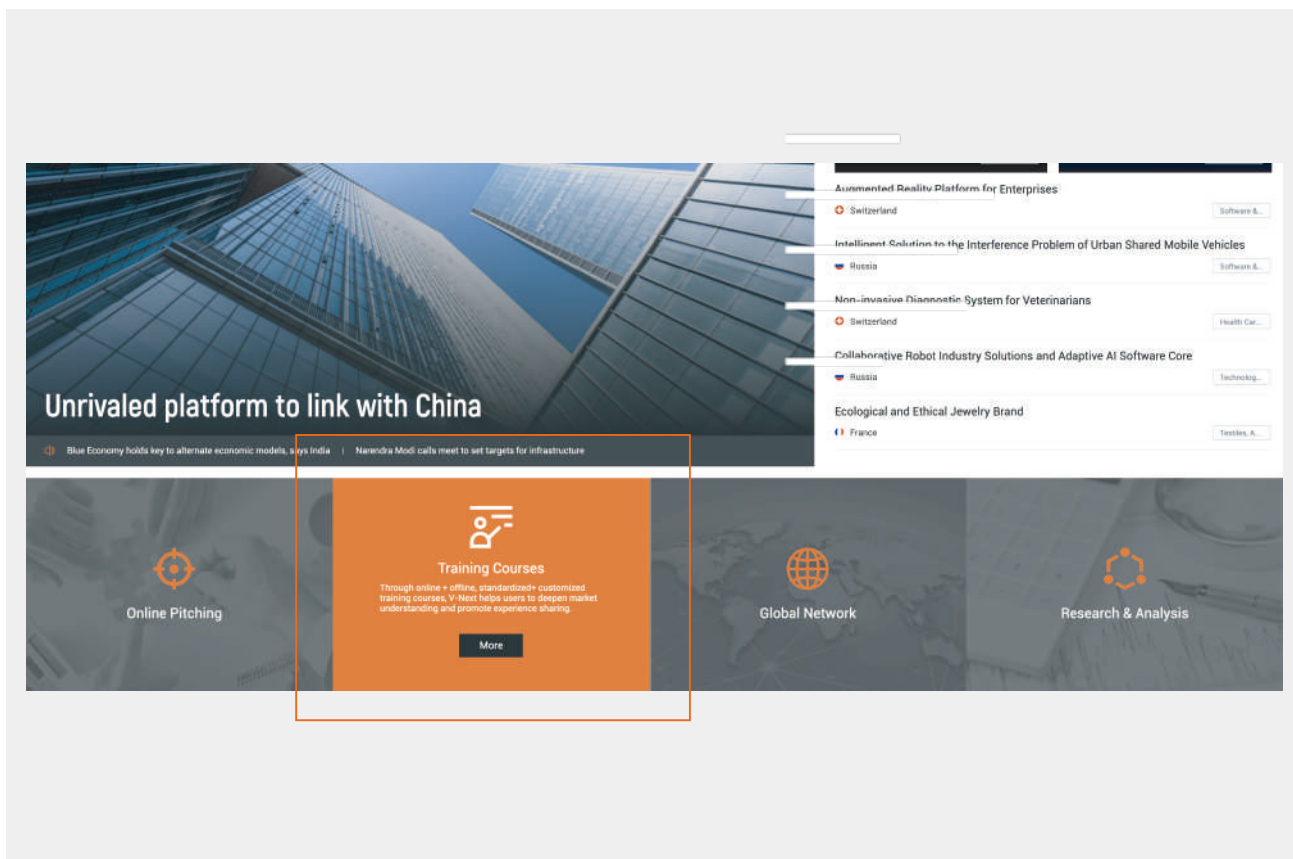 Augmented Reality Platform for Enterprises
Switzerland
Software &...
Intelligent Solution to the Interference Problem of Urban Shared Mobile Vehicles
Russia
Software &...
Non-invasive Diagnostic System for Veterinarians
Switzerland
Health Car...
Collaborative Robot Industry Solutions and Adaptive AI Software Core
Russia
Technolog...
Ecological and Ethical Jewelry Brand
France
Textiles, A...
Unrivaled platform to link with China
Blue Economy holds key to alternate economic models, says India | Narendra Modi calls meet to set targets for infrastructure
Online Pitching
Training Courses
Through online + offline, standardized+ customized
training courses, V-Next helps users to deepen market
understanding and promote experience sharing.
More
Global Network
Research & Analysis